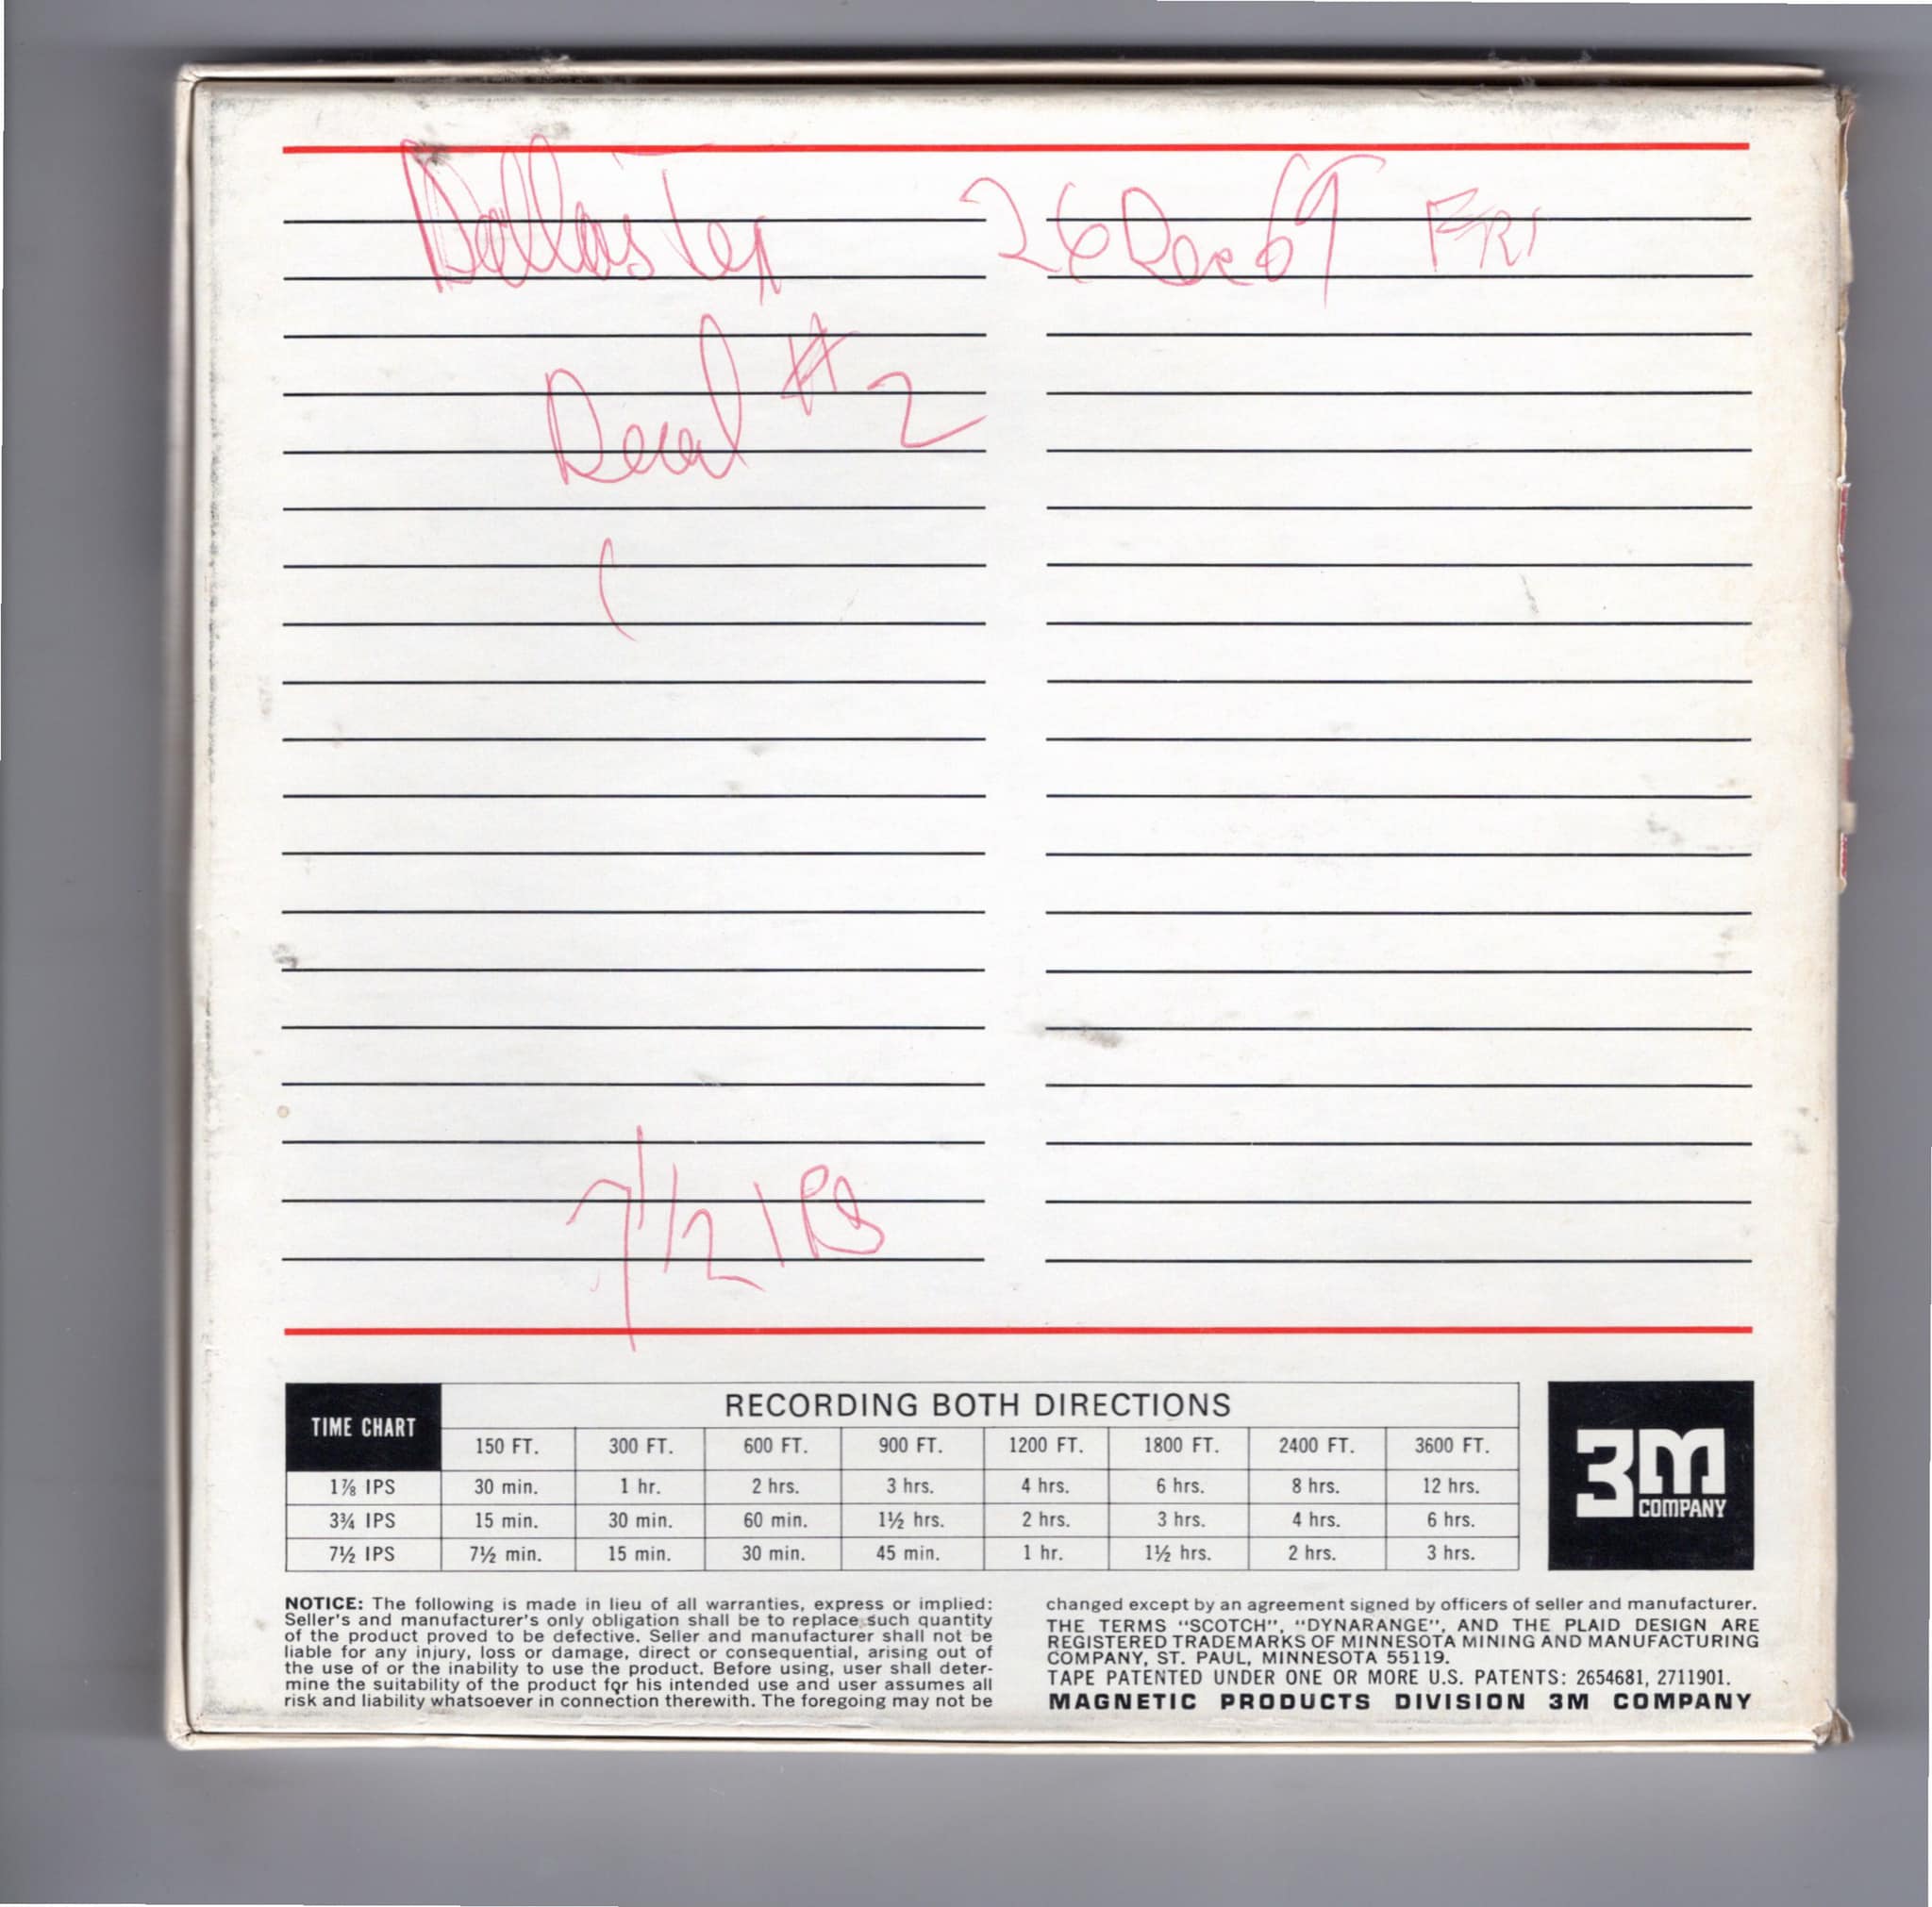 Dallas Tex 26 Dec 69 FRI
#2
7 1/2 IPS
TIME CHART RECORDING BOTH DIRECTIONS
150 FT. 300 FT. 600 FT. 900 FT. 1200 FT. 1800 FT. 2400 FT. 3600 FT.
1⅞ IPS 30 min. 1 hr. 2 hrs. 3 hrs. 4 hrs. 6 hrs. 8 hrs. 12 hrs.
3¾ IPS 15 min. 30 min. 60 min. 1½ hrs. 2 hrs. 3 hrs. 4 hrs. 6 hrs.
7½ IPS 7½ min. 15 min. 30 min. 45 min. 1 hr. 1½ hrs. 2 hrs. 3 hrs.
3M
COMPANY
NOTICE: The following is made in lieu of all warranties, express or implied:
Seller's and manufacturer's only obligation shall be to replace such quantity
of the product proved to be defective. Seller and manufacturer shall not be
liable for any injury, loss or damage, direct or consequential, arising out of
the use of or the inability to use the product. Before using, user shall deter-
mine the suitability of the product for his intended use and user assumes all
risk and liability whatsoever in connection therewith. The foregoing may not be
changed except by an agreement signed by officers of seller and manufacturer.
THE TERMS "SCOTCH", "DYNARANGE", AND THE PLAID DESIGN ARE
REGISTERED TRADEMARKS OF MINNESOTA MINING AND MANUFACTURING
COMPANY, ST. PAUL, MINNESOTA 55119.
TAPE PATENTED UNDER ONE OR MORE U.S. PATENTS: 2654681, 2711901.
MAGNETIC PRODUCTS DIVISION 3M COMPANY